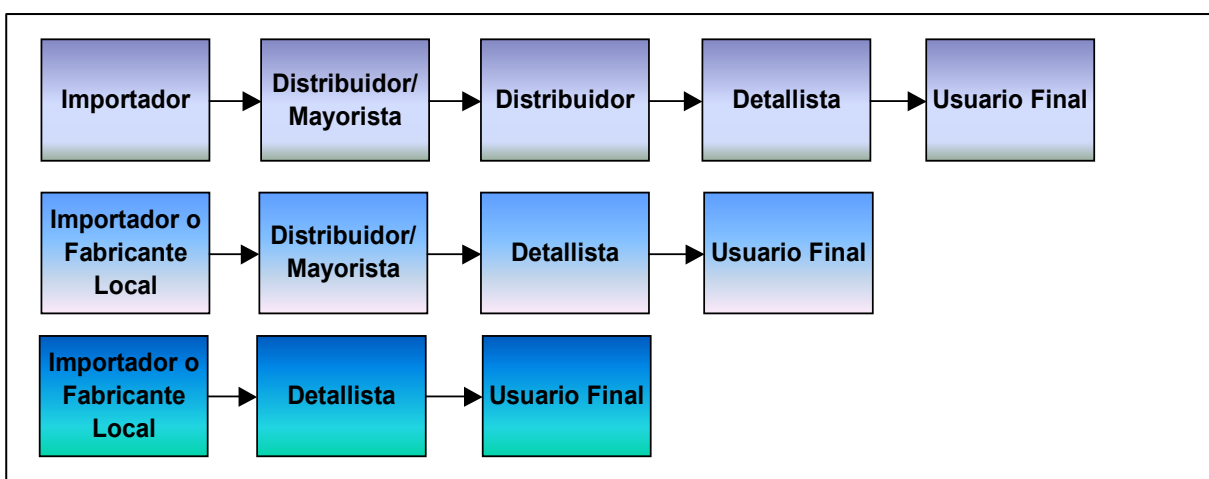 Importador
Distribuidor/
Mayorista
Distribuidor
Detallista
Usuario Final
Importador o
Fabricante
Local
Distribuidor/
Mayorista
Detallista
Usuario Final
Importador o
Fabricante
Local
Detallista
Usuario Final